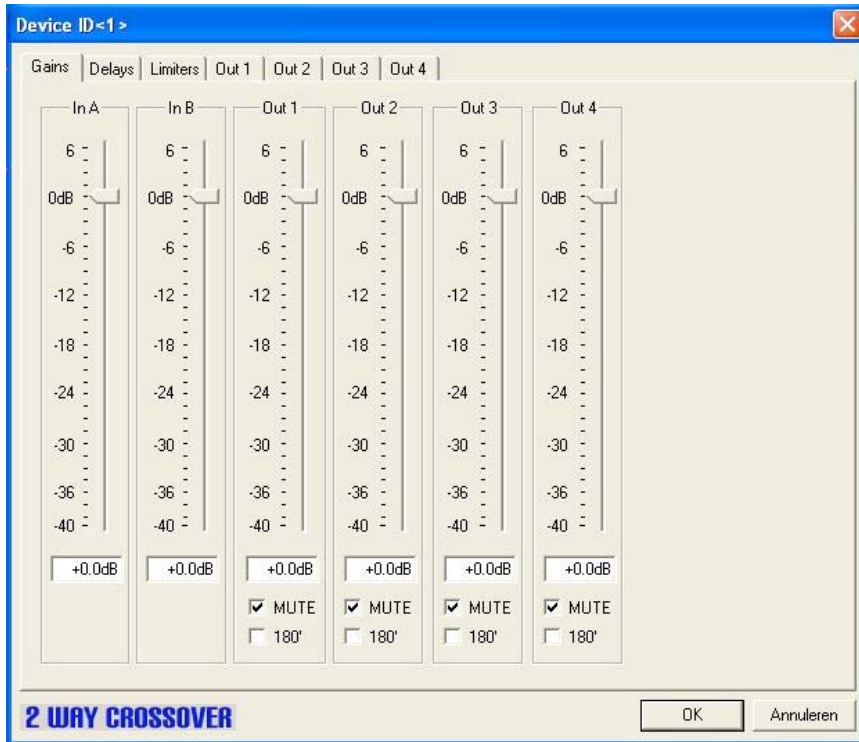 Device ID<1>
Gains Delays Limiters Out 1 Out 2 Out 3 Out 4
In A In B Out 1 Out 2 Out 3 Out 4
6 6 6 6 6 6
0dB 0dB 0dB 0dB 0dB 0dB
-6 -6 -6 -6 -6 -6
-12 -12 -12 -12 -12 -12
-18 -18 -18 -18 -18 -18
-24 -24 -24 -24 -24 -24
-30 -30 -30 -30 -30 -30
-36 -36 -36 -36 -36 -36
-40 -40 -40 -40 -40 -40
+0.0dB +0.0dB +0.0dB +0.0dB +0.0dB +0.0dB
MUTE MUTE MUTE MUTE
180' 180' 180' 180'
2 WAY CROSSOVER OK Annuleren